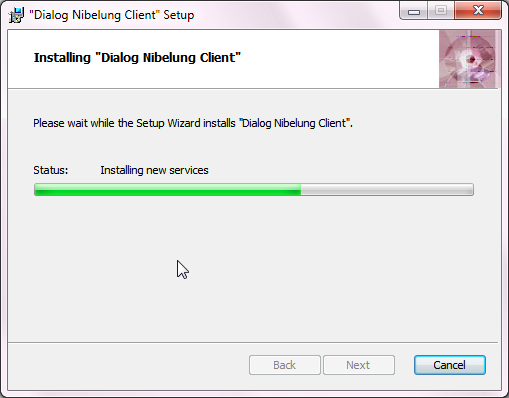 "Dialog Nibelung Client" Setup
Installing "Dialog Nibelung Client"
Please wait while the Setup Wizard installs "Dialog Nibelung Client".
Status: Installing new services
Back Next Cancel